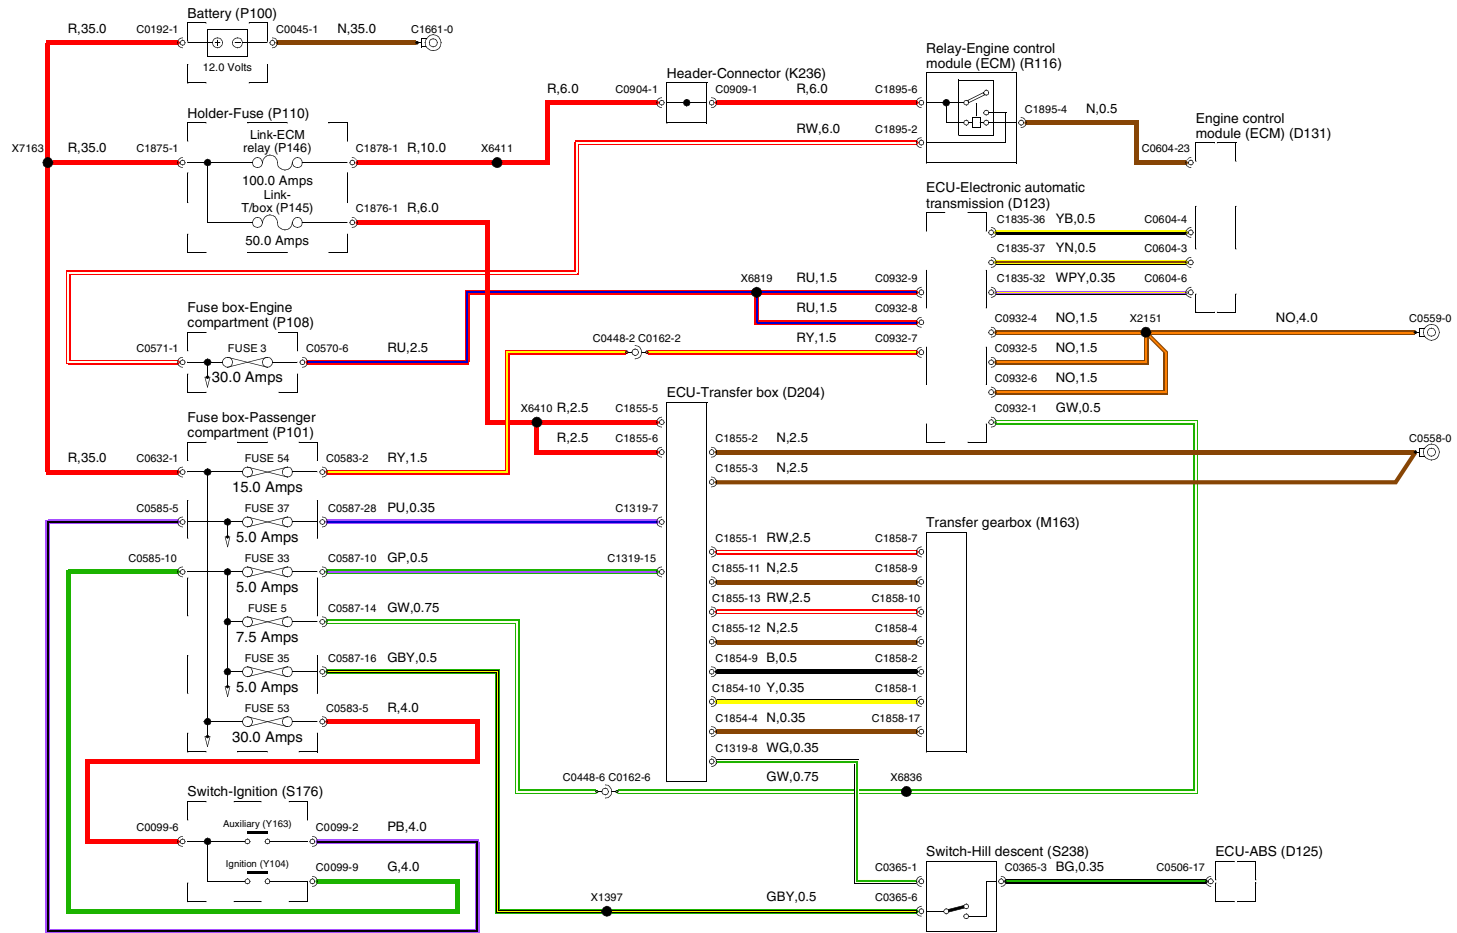 Battery (P100)
R,35.0 C0192-1 C0045-1 N,35.0 C1661-0
12.0 Volts
Relay-Engine control
module (ECM) (R116)
Header-Connector (K236)
R,6.0 C0904-1 C0909-1 R,6.0 C1895-6
C1895-4 N,0.5
Engine control
module (ECM) (D131)
Holder-Fuse (P110)
Link-ECM
relay (P146)
RW,6.0 C1895-2
X7163 R,35.0 C1875-1 C1878-1 R,10.0 X6411
C0604-23
100.0 Amps
Link-
T/box (P145)
C1876-1 R,6.0
50.0 Amps
ECU-Electronic automatic
transmission (D123)
C1835-36 YB,0.5 C0604-4
C1835-37 YN,0.5 C0604-3
C1835-32 WPY,0.35 C0604-6
X6819 RU,1.5 C0932-9
RU,1.5 C0932-8
C0932-4 NO,1.5 X2151 NO,4.0 C0559-0
Fuse box-Engine
compartment (P108)
C0571-1 FUSE 3 C0570-6 RU,2.5
30.0 Amps
C0448-2 C0162-2 RY,1.5 C0932-7
C0932-5 NO,1.5
C0932-6 NO,1.5
C0932-1 GW,0.5
ECU-Transfer box (D204)
X6410 R,2.5 C1855-5
R,2.5 C1855-6
C1855-2 N,2.5 C0558-0
C1855-3 N,2.5
Fuse box-Passenger
compartment (P101)
R,35.0 C0632-1 FUSE 54 C0583-2 RY,1.5
15.0 Amps
C0585-5 FUSE 37 C0587-28 PU,0.35 C1319-7
5.0 Amps
C0585-10 FUSE 33 C0587-10 GP,0.5 C1319-15
5.0 Amps
FUSE 5 C0587-14 GW,0.75
7.5 Amps
FUSE 35 C0587-16 GBY,0.5
5.0 Amps
FUSE 53 C0583-5 R,4.0
30.0 Amps
Transfer gearbox (M163)
C1855-1 RW,2.5 C1858-7
C1855-11 N,2.5 C1858-9
C1855-13 RW,2.5 C1858-10
C1855-12 N,2.5 C1858-4
C1854-9 B,0.5 C1858-2
C1854-10 Y,0.35 C1858-1
C1854-4 N,0.35 C1858-17
C1319-8 WG,0.35
C0448-6 C0162-6 GW,0.75 X6836
Switch-Ignition (S176)
C0099-6 Auxiliary (Y163) C0099-2 PB,4.0
Ignition (Y104) C0099-9 G,4.0
Switch-Hill descent (S238)
ECU-ABS (D125)
C0365-1 C0365-3 BG,0.35 C0506-17
X1397 GBY,0.5 C0365-6